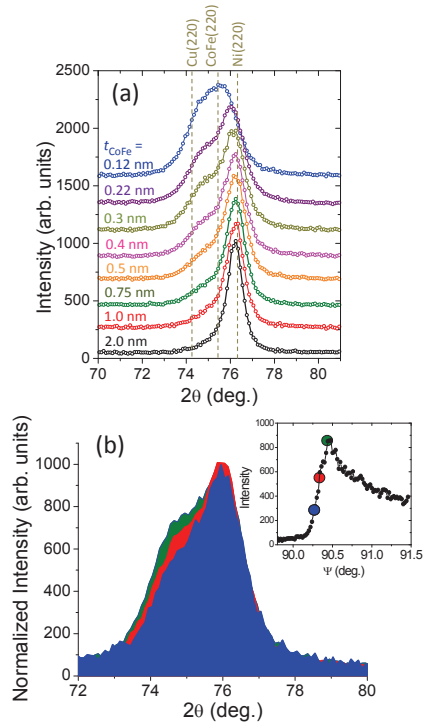 Cu(220)
CoFe(220)
Ni(220)
(a)
2500
2000
1500
1000
500
0
Intensity (arb. units)
tCoFe =
0.12 nm
0.22 nm
0.3 nm
0.4 nm
0.5 nm
0.75 nm
1.0 nm
2.0 nm
70 72 74 76 78 80
2θ (deg.)
(b)
1000
800
600
400
200
0
Normalized Intensity (arb. units)
72 74 76 78 80
2θ (deg.)
1000
800
600
400
200
0
Intensity
90.0 90.5 91.0 91.5
Ψ (deg.)